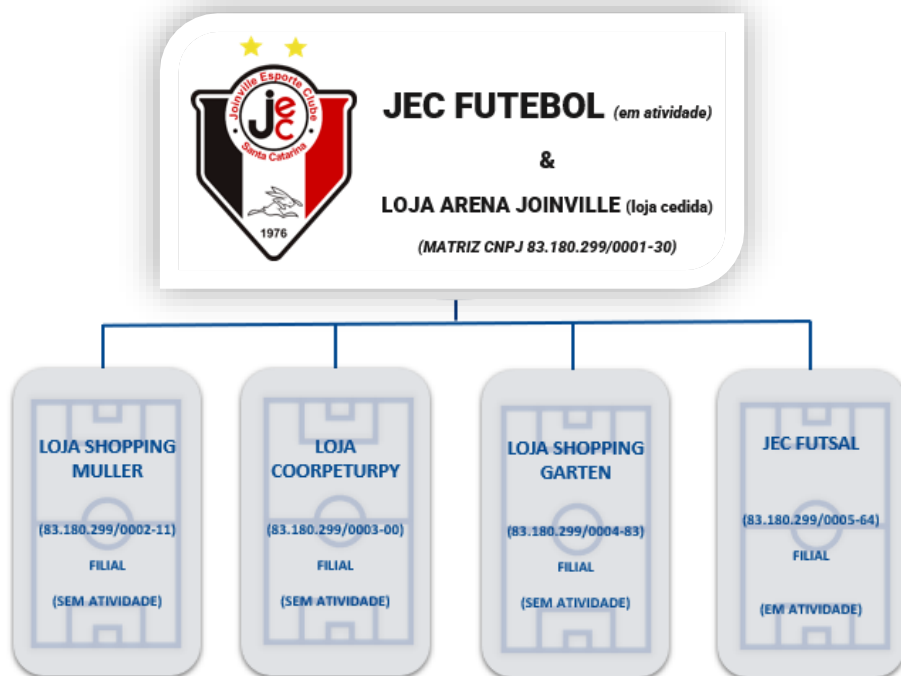 Joinville Esporte Clube
jec
Santa Catarina
1976
JEC FUTEBOL (em atividade)
&
LOJA ARENA JOINVILLE (loja cedida)
(MATRIZ CNPJ 83.180.299/0001-30)
LOJA SHOPPING
MULLER
(83.180.299/0002-11)
FILIAL
(SEM ATIVIDADE)
LOJA
COORPETURPY
(83.180.299/0003-00)
FILIAL
(SEM ATIVIDADE)
LOJA SHOPPING
GARTEN
(83.180.299/0004-83)
FILIAL
(SEM ATIVIDADE)
JEC FUTSAL
(83.180.299/0005-64)
FILIAL
(EM ATIVIDADE)